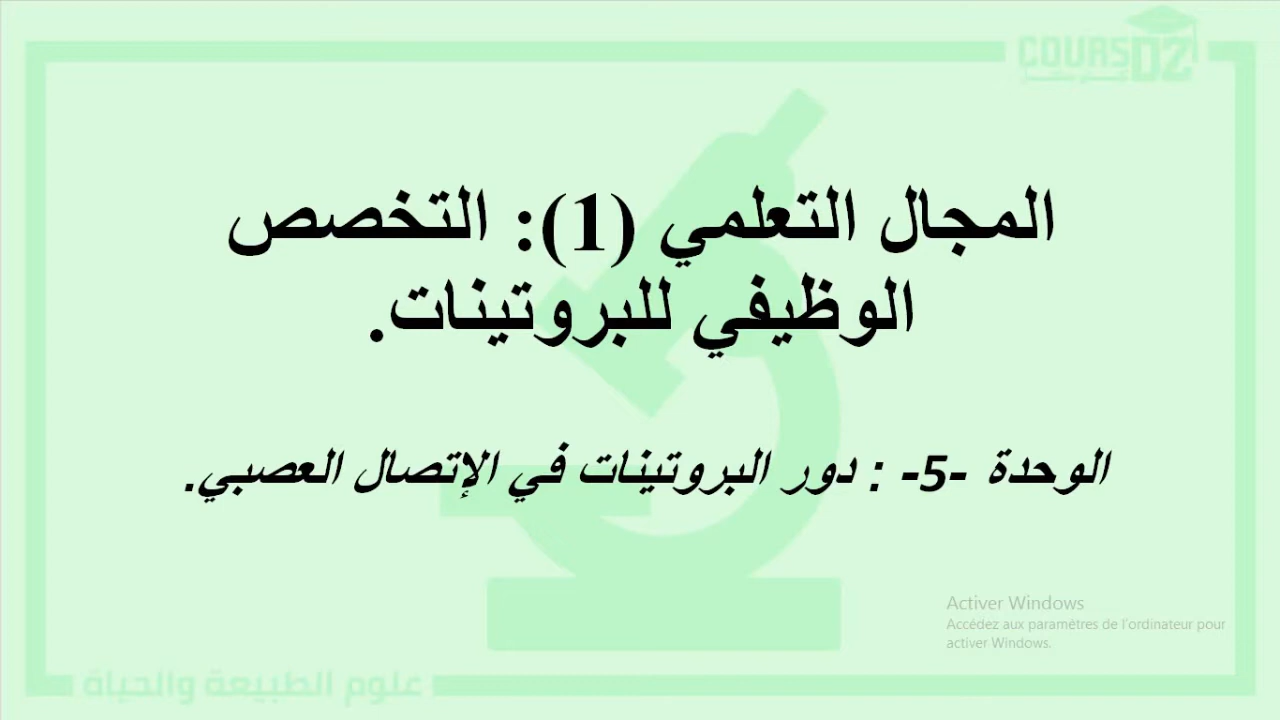 COURSDZ
المجال التعلمي (1): التخصص
الوظيفي للبروتينات.
الوحدة -5- : دور البروتينات في الإتصال العصبي.
Activer Windows
Accédez aux paramètres de l'ordinateur pour
activer Windows.
علوم الطبيعة والحياة